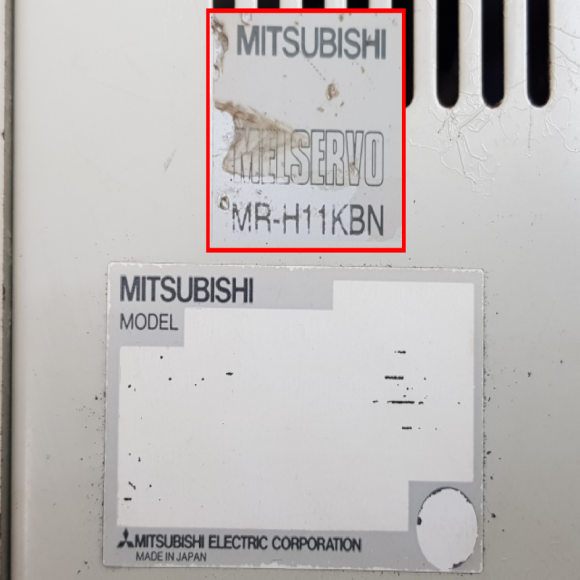 MITSUBISHI
MELSERVO
MR-H11KBN
MITSUBISHI
MODEL
MITSUBISHI ELECTRIC CORPORATION
MADE IN JAPAN